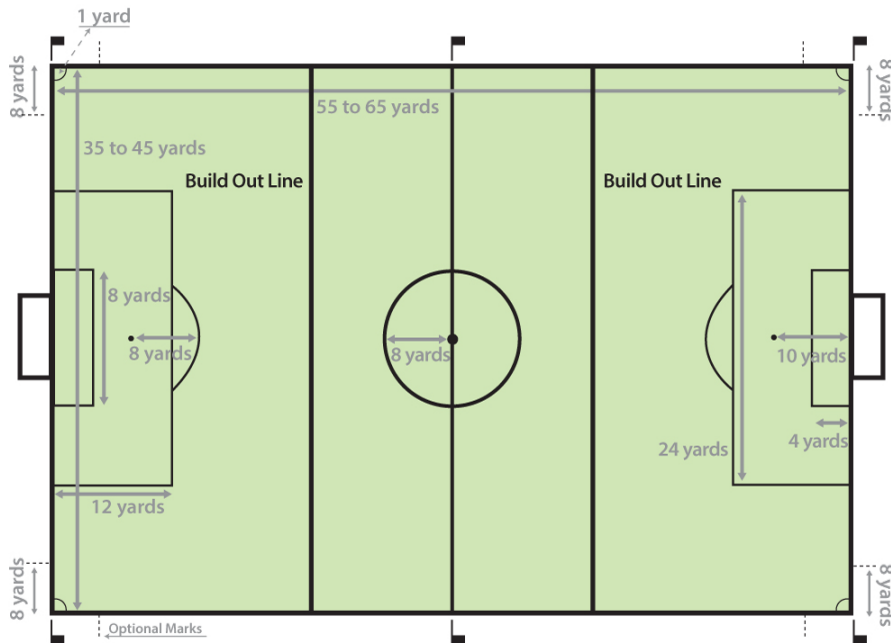 1 yard
8 yards
8 yards
55 to 65 yards
35 to 45 yards
Build Out Line
Build Out Line
8 yards
8 yards
8 yards
10 yards
4 yards
24 yards
12 yards
8 yards
8 yards
Optional Marks